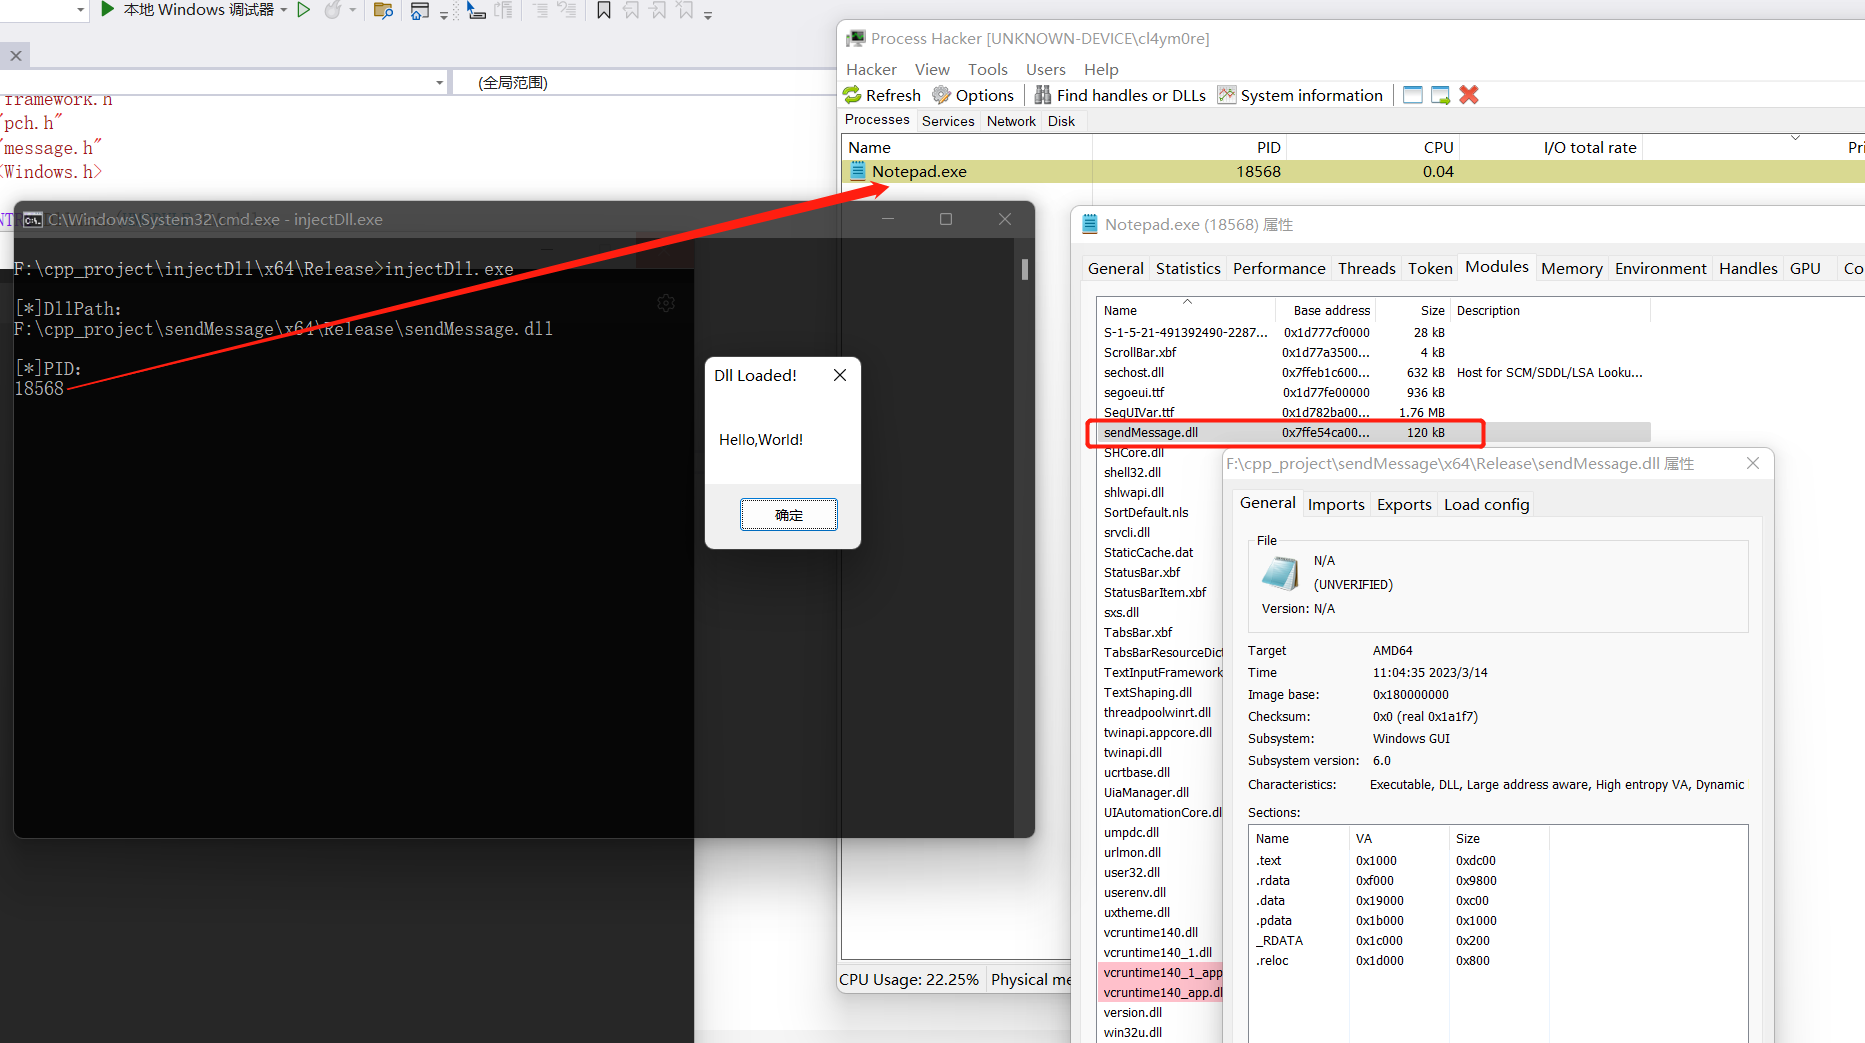 本地 Windows 调试器
(全局范围)
framework.h
"pch.h"
"message.h"
<Windows.h>
C:\Windows\System32\cmd.exe - injectDll.exe
F:\cpp_project\injectDll\x64\Release>injectDll.exe
[*]DllPath:
F:\cpp_project\sendMessage\x64\Release\sendMessage.dll
[*]PID:
18568
Dll Loaded!
Hello,World!
确定
Process Hacker [UNKNOWN-DEVICE\cl4ym0re]
Hacker View Tools Users Help
Refresh Options Find handles or DLLs System information
Processes Services Network Disk
Name PID CPU I/O total rate Pri
Notepad.exe 18568 0.04
CPU Usage: 22.25% Physical me
Notepad.exe (18568) 属性
General Statistics Performance Threads Token Modules Memory Environment Handles GPU Co
Name Base address Size Description
S-1-5-21-491392490-2287... 0x1d777cf0000 28 kB
ScrollBar.xbf 0x1d77a3500... 4 kB
sechost.dll 0x7ffeb1c600... 632 kB Host for SCM/SDDL/LSA Looku...
segoeui.ttf 0x1d77fe00000 936 kB
SegUIVar.ttf 0x1d782ba00... 1.76 MB
sendMessage.dll 0x7ffe54ca00... 120 kB
SHCore.dll
shell32.dll
shlwapi.dll
SortDefault.nls
srvcli.dll
StaticCache.dat
StatusBar.xbf
StatusBarItem.xbf
sxs.dll
TabsBar.xbf
TabsBarResourceDict
TextInputFramework
TextShaping.dll
threadpoolwinrt.dll
twinapi.appcore.dll
twinapi.dll
ucrtbase.dll
UiaManager.dll
UIAutomationCore.dl
umpdc.dll
urlmon.dll
user32.dll
userenv.dll
uxtheme.dll
vcruntime140.dll
vcruntime140_1.dll
vcruntime140_1_app
vcruntime140_app.dl
version.dll
win32u.dll
F:\cpp_project\sendMessage\x64\Release\sendMessage.dll 属性
General Imports Exports Load config
File
N/A
(UNVERIFIED)
Version: N/A
Target AMD64
Time 11:04:35 2023/3/14
Image base: 0x180000000
Checksum: 0x0 (real 0x1a1f7)
Subsystem: Windows GUI
Subsystem version: 6.0
Characteristics: Executable, DLL, Large address aware, High entropy VA, Dynamic
Sections:
Name VA Size
.text 0x1000 0xdc00
.rdata 0xf000 0x9800
.data 0x19000 0xc00
.pdata 0x1b000 0x1000
_RDATA 0x1c000 0x200
.reloc 0x1d000 0x800